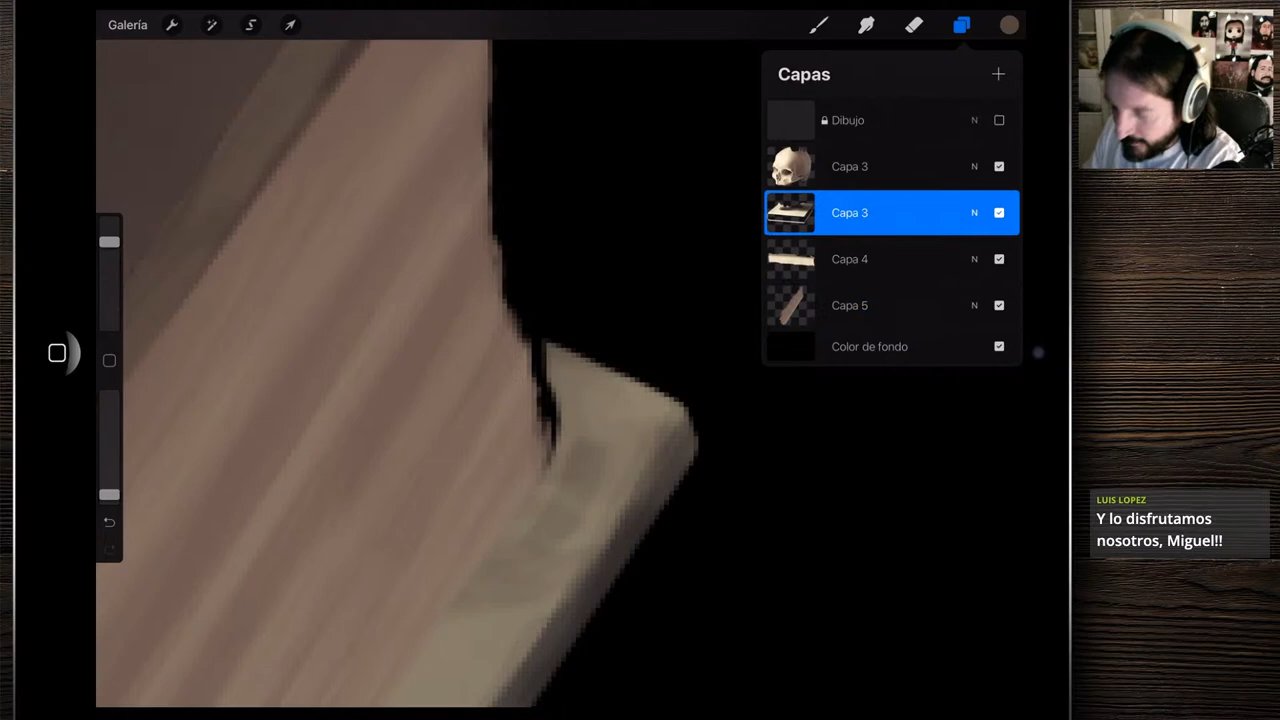 Galería
Capas
Dibujo N
Capa 3 N
Capa 3 N
Capa 4 N
Capa 5 N
Color de fondo
LUIS LOPEZ
Y lo disfrutamos
nosotros, Miguel!!